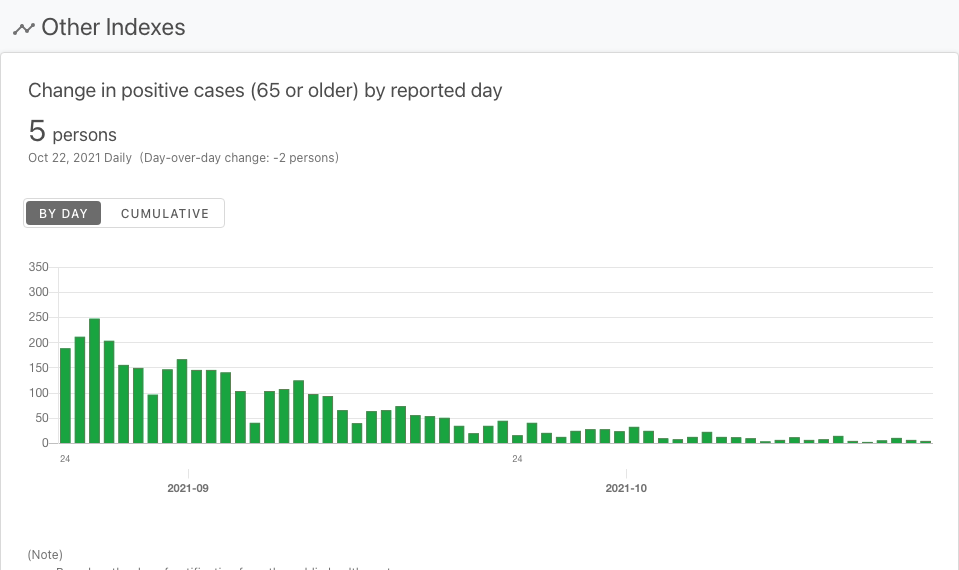 Other Indexes
Change in positive cases (65 or older) by reported day
5 persons
Oct 22, 2021 Daily (Day-over-day change: -2 persons)
BY DAY CUMULATIVE
350
300
250
200
150
100
50
0
24 24
2021-09 2021-10
(Note)